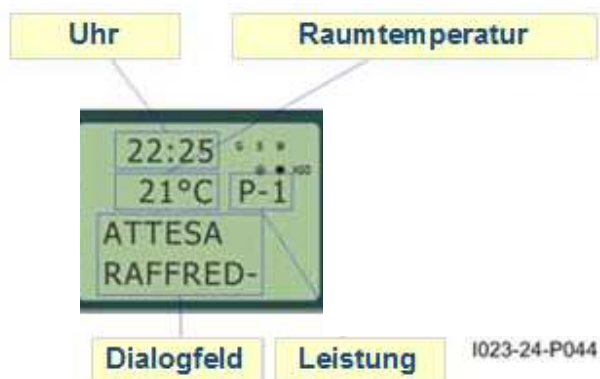 Uhr Raumtemperatur
22:25
21°C P-1
ATTESA
RAFFRED-
Dialogfeld Leistung I023-24-P044